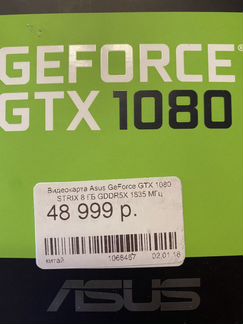 GEFORCE
GTX 1080
Видеокарта Asus GeForce GTX 1080
STRIX 8 ГБ GDDR5X 1835 МГц
48 999 р.
китай 1068467 02.01.18
ASUS